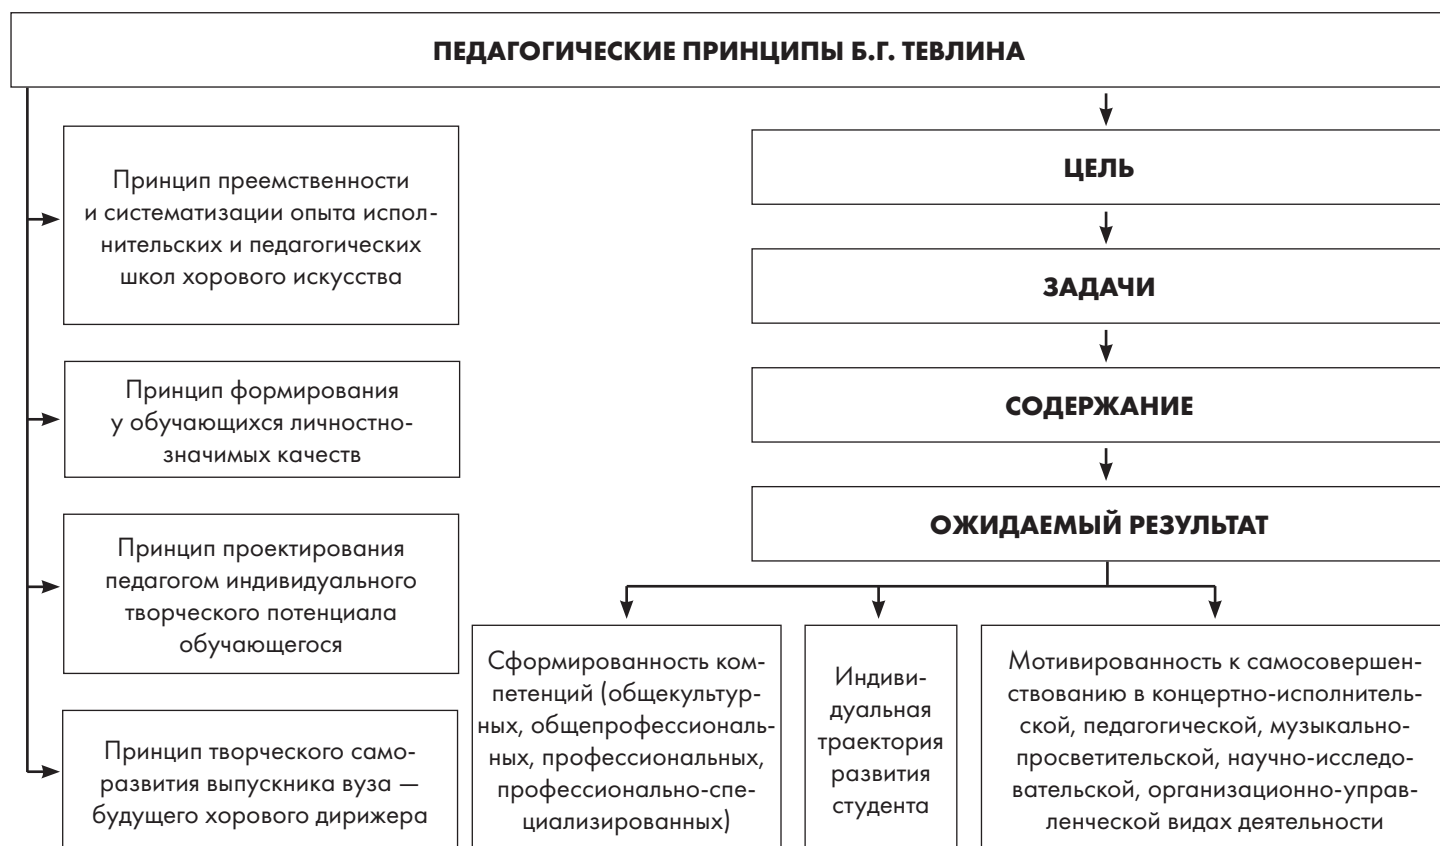 ПЕДАГОГИЧЕСКИЕ ПРИНЦИПЫ Б.Г. ТЕВЛИНА
Принцип преемственности
и систематизации опыта испол-
нительских и педагогических
школ хорового искусства
Принцип формирования
у обучающихся личностно-
значимых качеств
Принцип проектирования
педагогом индивидуального
творческого потенциала
обучающегося
Принцип творческого само-
развития выпускника вуза —
будущего хорового дирижера
ЦЕЛЬ
ЗАДАЧИ
СОДЕРЖАНИЕ
ОЖИДАЕМЫЙ РЕЗУЛЬТАТ
Сформированность ком-
петенций (общекультур-
ных, общепрофессиональ-
ных, профессиональных,
профессионально-спе-
циализированных)
Индиви-
дуальная
траектория
развития
студента
Мотивированность к самосовершен-
ствованию в концертно-исполнитель-
ской, педагогической, музыкально-
просветительской, научно-исследо-
вательской, организационно-управ-
ленческой видах деятельности